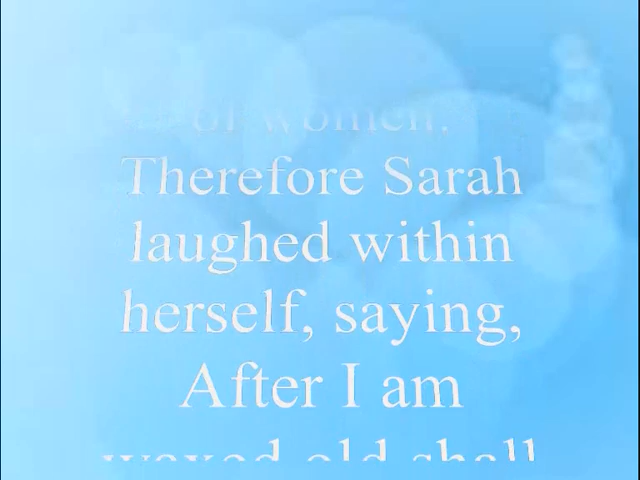 of women.
Therefore Sarah
laughed within
herself, saying,
After I am
waxed old shall